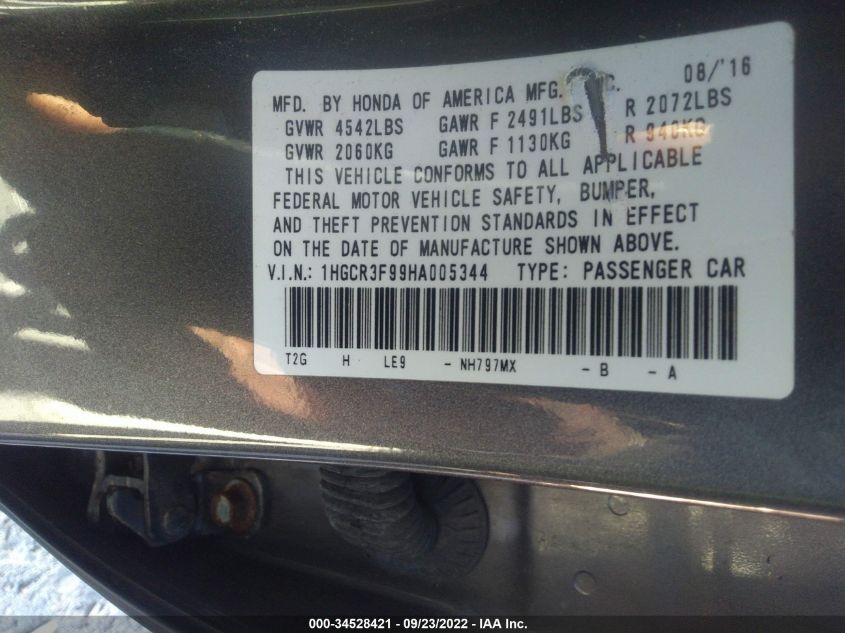 MFD. BY HONDA OF AMERICA MFG. C. 08/'16
GVWR 4542LBS GAWR F 2491LBS R 2072LBS
GVWR 2060KG GAWR F 1130KG R 940KG
THIS VEHICLE CONFORMS TO ALL APPLICABLE
FEDERAL MOTOR VEHICLE SAFETY, BUMPER,
AND THEFT PREVENTION STANDARDS IN EFFECT
ON THE DATE OF MANUFACTURE SHOWN ABOVE.
V.I.N.: 1HGCR3F99HA005344 TYPE: PASSENGER CAR
T2G H LE9 - NH797MX - B - A
000-34528421 / 09/23/2022 - IAA Inc.